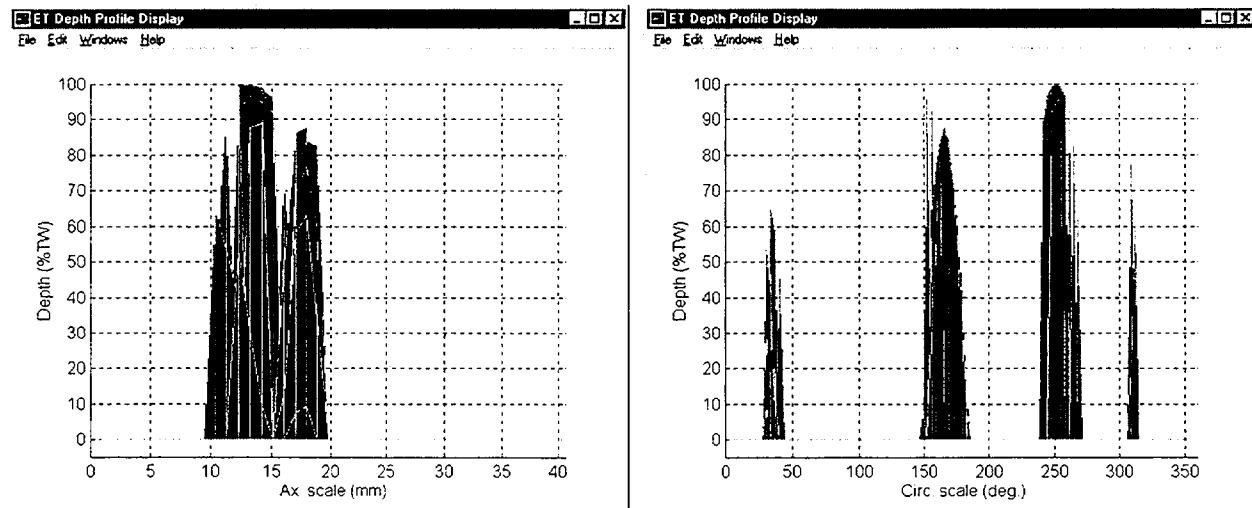 ET Depth Profile Display
File Edit Windows Help
100
90
80
70
60
50
40
30
20
10
0
Depth (%TW)
0 5 10 15 20 25 30 35 40
Ax. scale (mm)
ET Depth Profile Display
File Edit Windows Help
100
90
80
70
60
50
40
30
20
10
0
Depth (%TW)
0 50 100 150 200 250 300 350
Circ. scale (deg.)